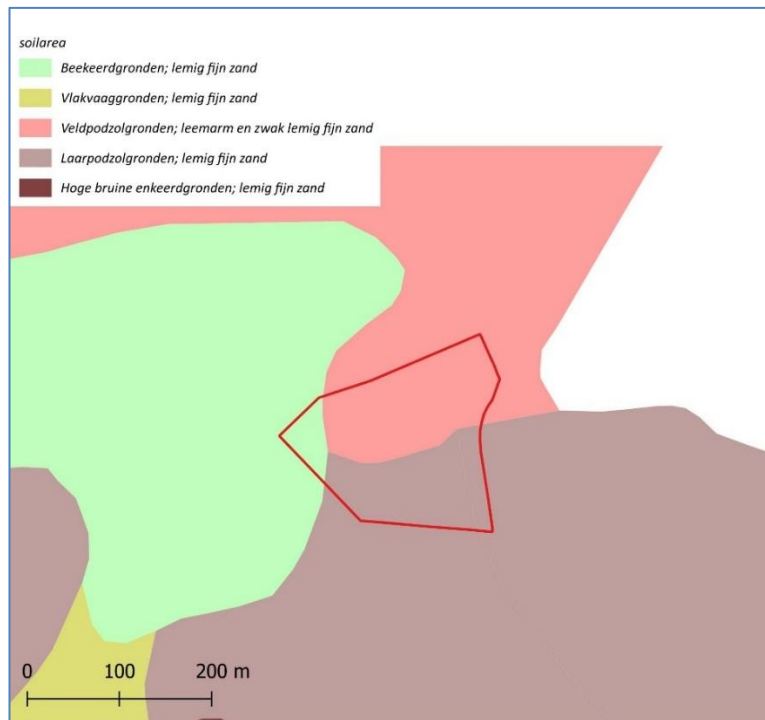 soilarea
Beekeerdgronden; lemig fijn zand
Vlakvaaggronden; lemig fijn zand
Veldpodzolgronden; leemarm en zwak lemig fijn zand
Laarpodzolgronden; lemig fijn zand
Hoge bruine enkeerdgronden; lemig fijn zand
0 100 200 m